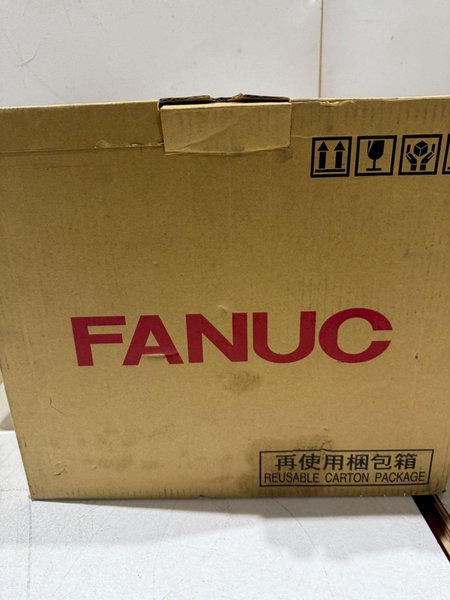 FANUC
再使用梱包箱
REUSABLE CARTON PACKAGE